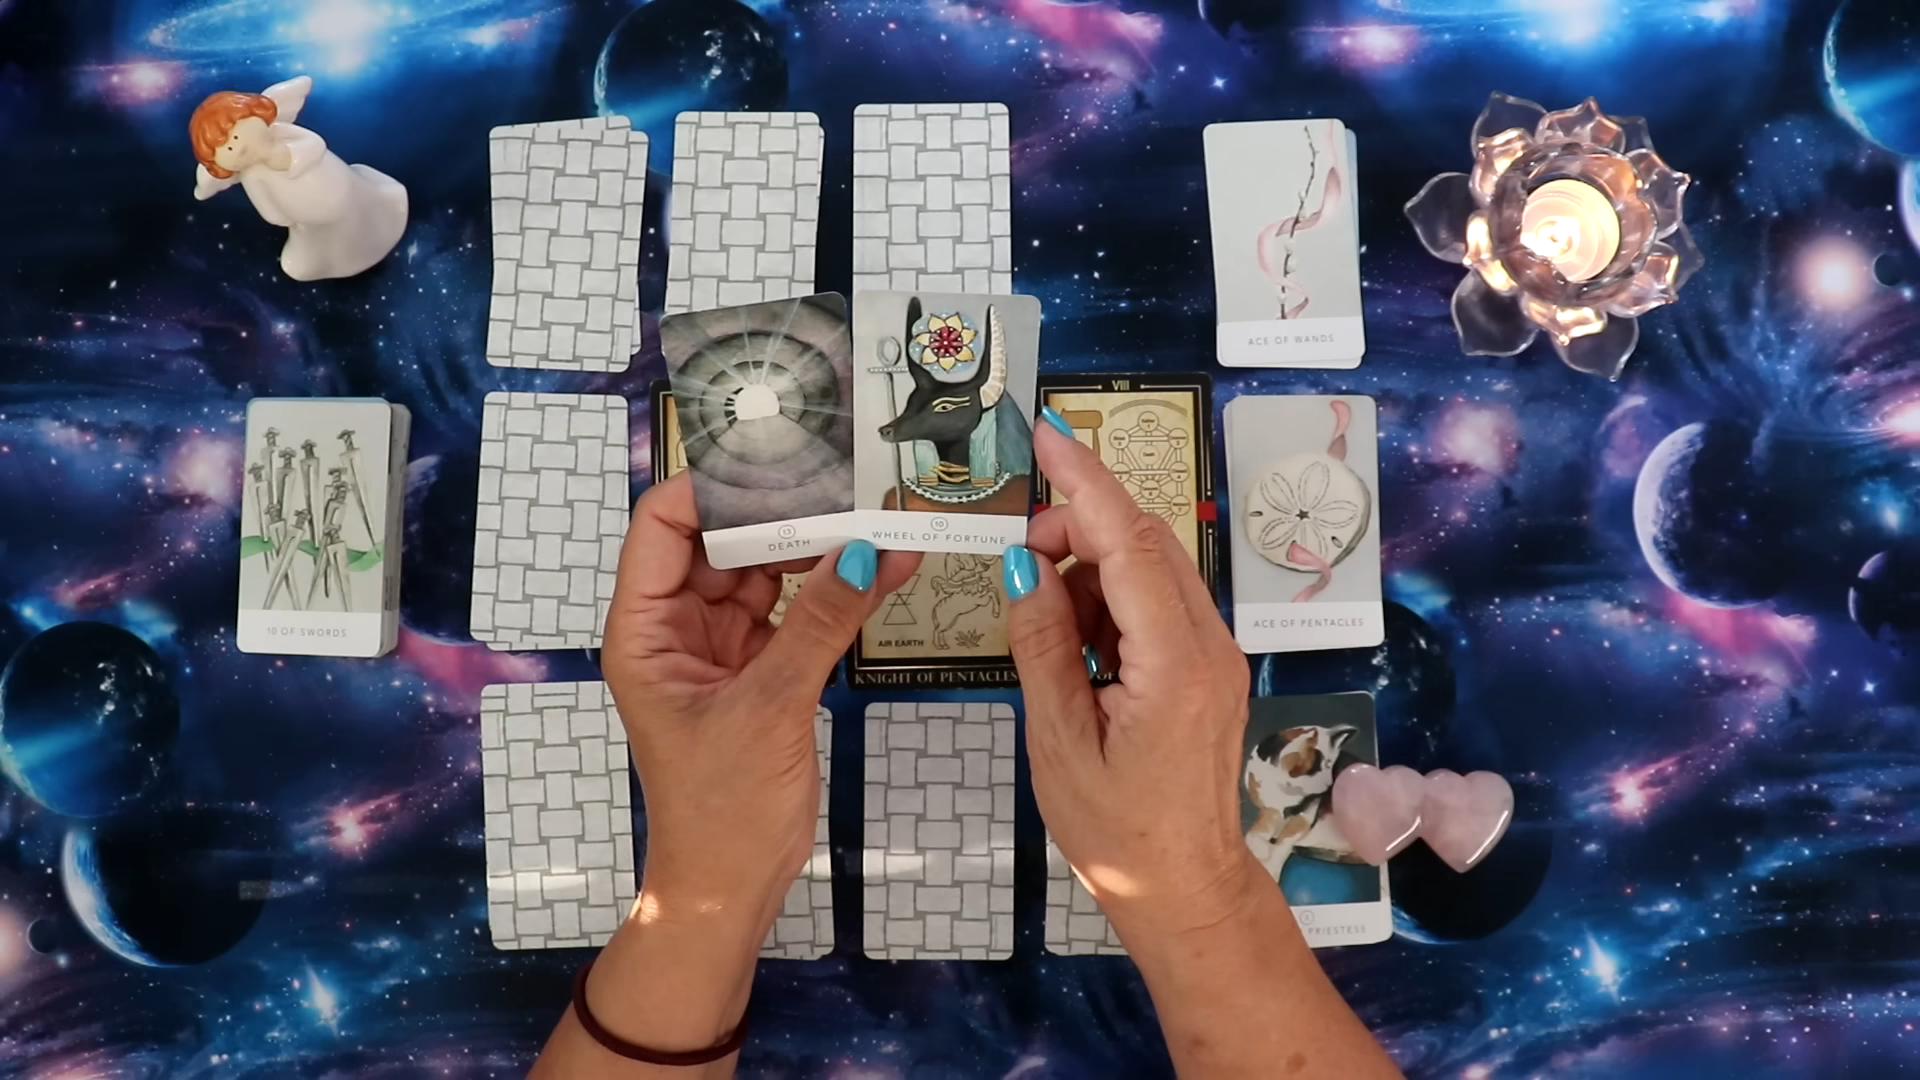 ACE OF WANDS
VIII
13
DEATH
10
WHEEL OF FORTUNE
10 OF SWORDS
ACE OF PENTACLES
AIR EARTH
KNIGHT OF PENTACLES
OF
PRIESTESS